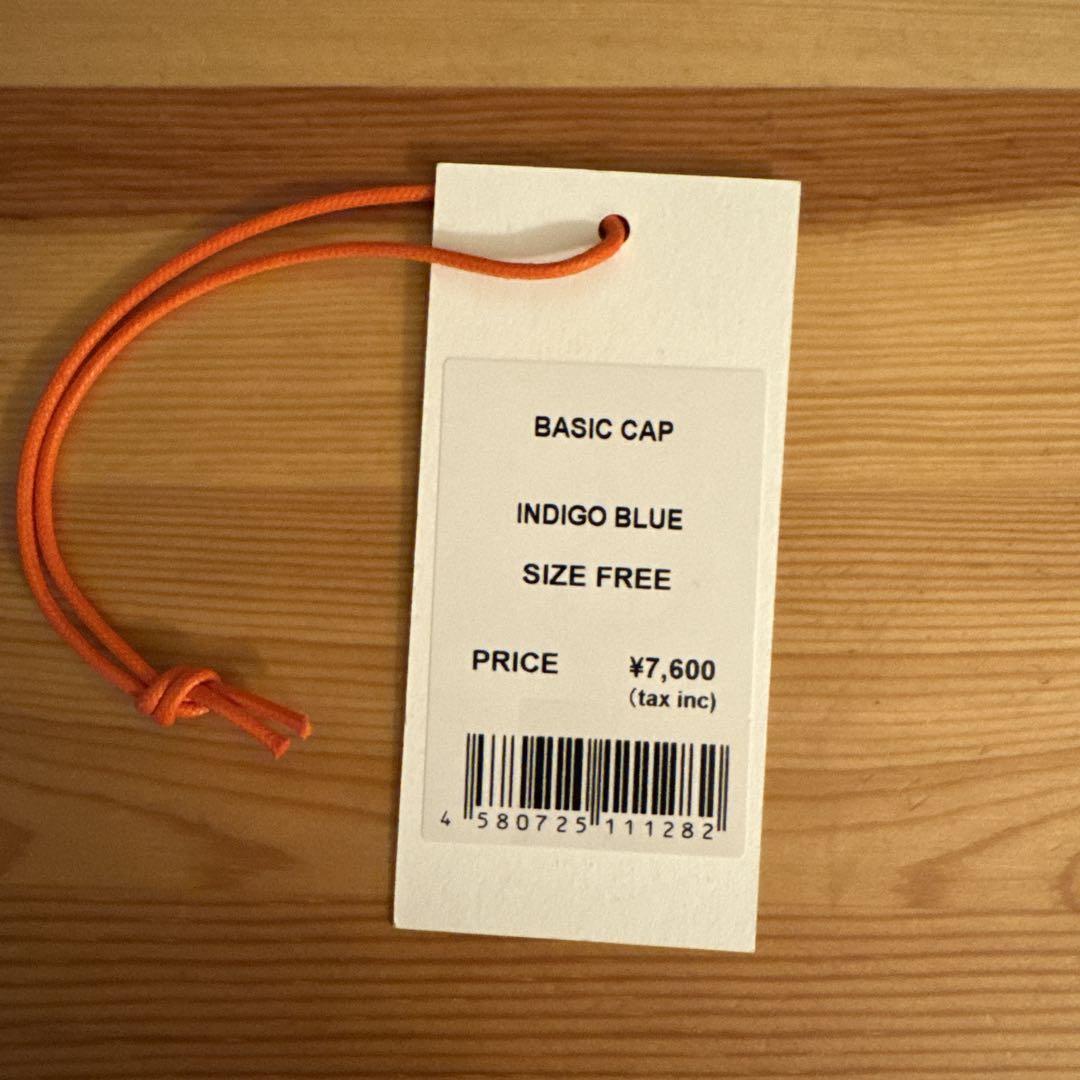 BASIC CAP
INDIGO BLUE
SIZE FREE
PRICE ¥7,600
(tax inc)
4 580725 111282